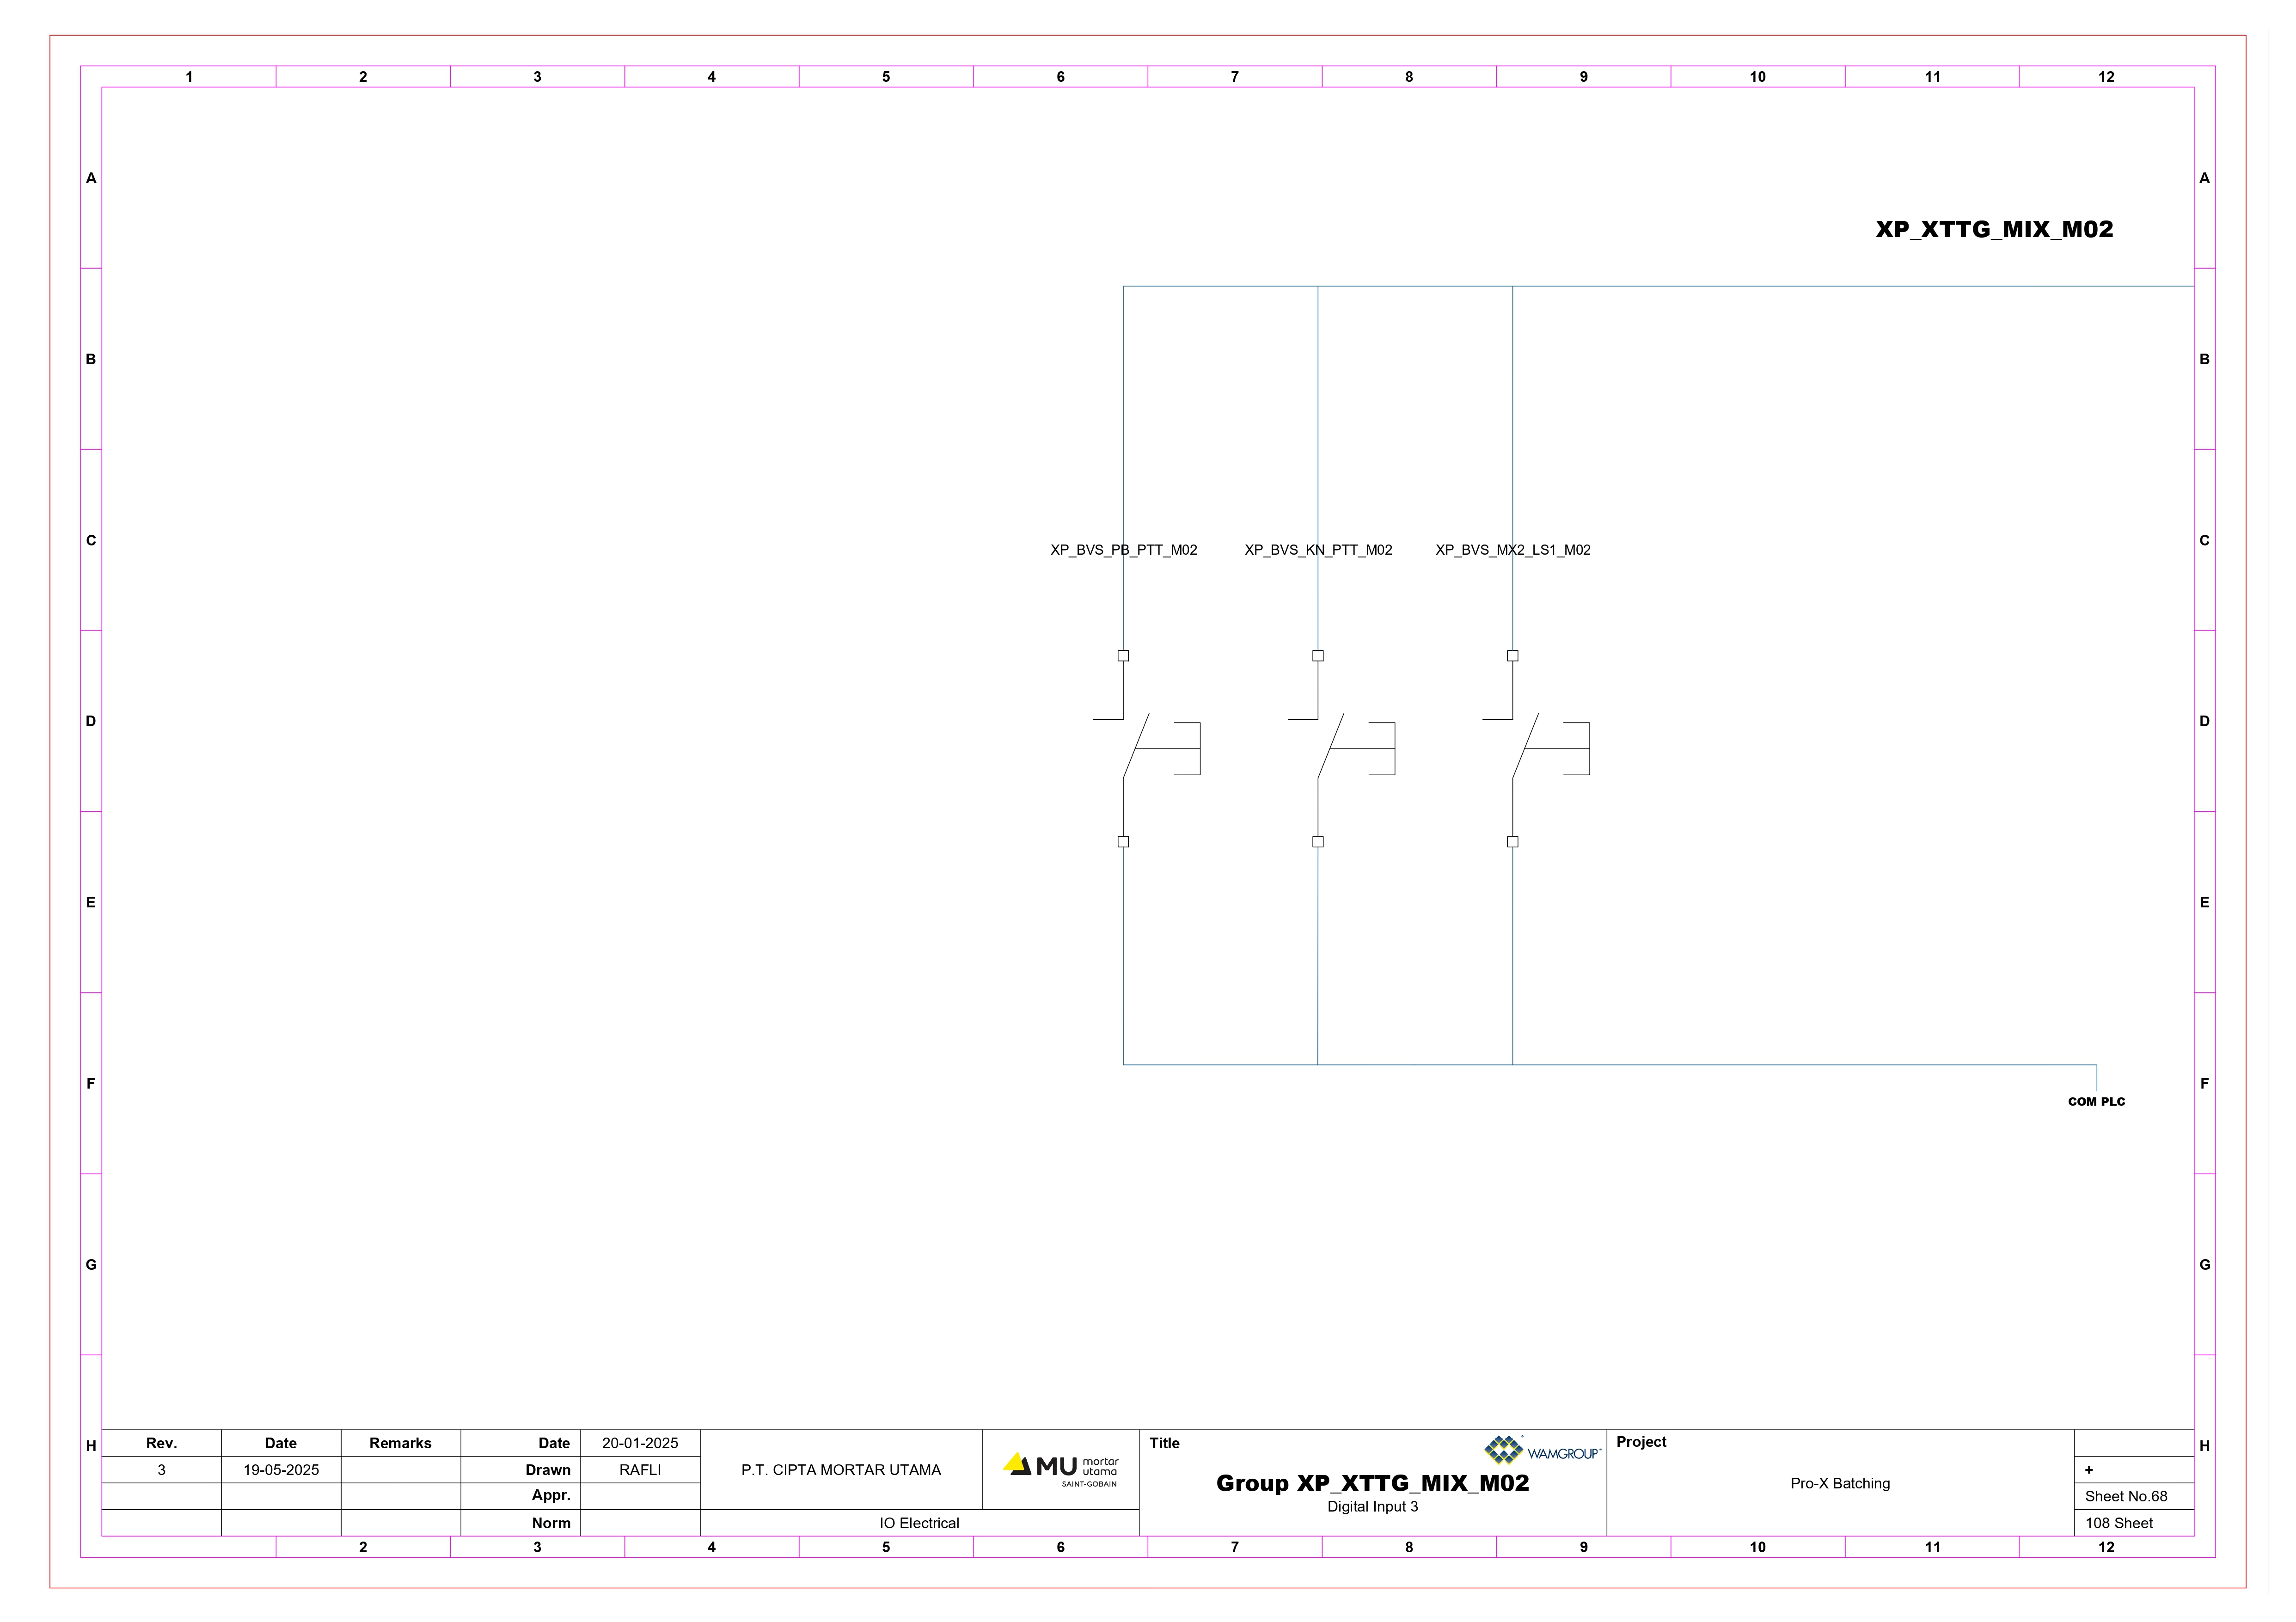 1 2 3 4 5 6 7 8 9 10 11 12
A A
XP_XTTG_MIX_M02
B B
C C
XP_BVS_PB_PTT_M02 XP_BVS_KN_PTT_M02 XP_BVS_MX2_LS1_M02
D D
E E
F F
COM PLC
G G
H H
Rev. Date Remarks Date 20-01-2025
3 19-05-2025 Drawn RAFLI
Appr.
Norm
P.T. CIPTA MORTAR UTAMA
MU mortar utama
SAINT-GOBAIN
IO Electrical
Title
WAMGROUP®
Group XP_XTTG_MIX_M02
Digital Input 3
Project
Pro-X Batching
+
Sheet No.68
108 Sheet
2 3 4 5 6 7 8 9 10 11 12